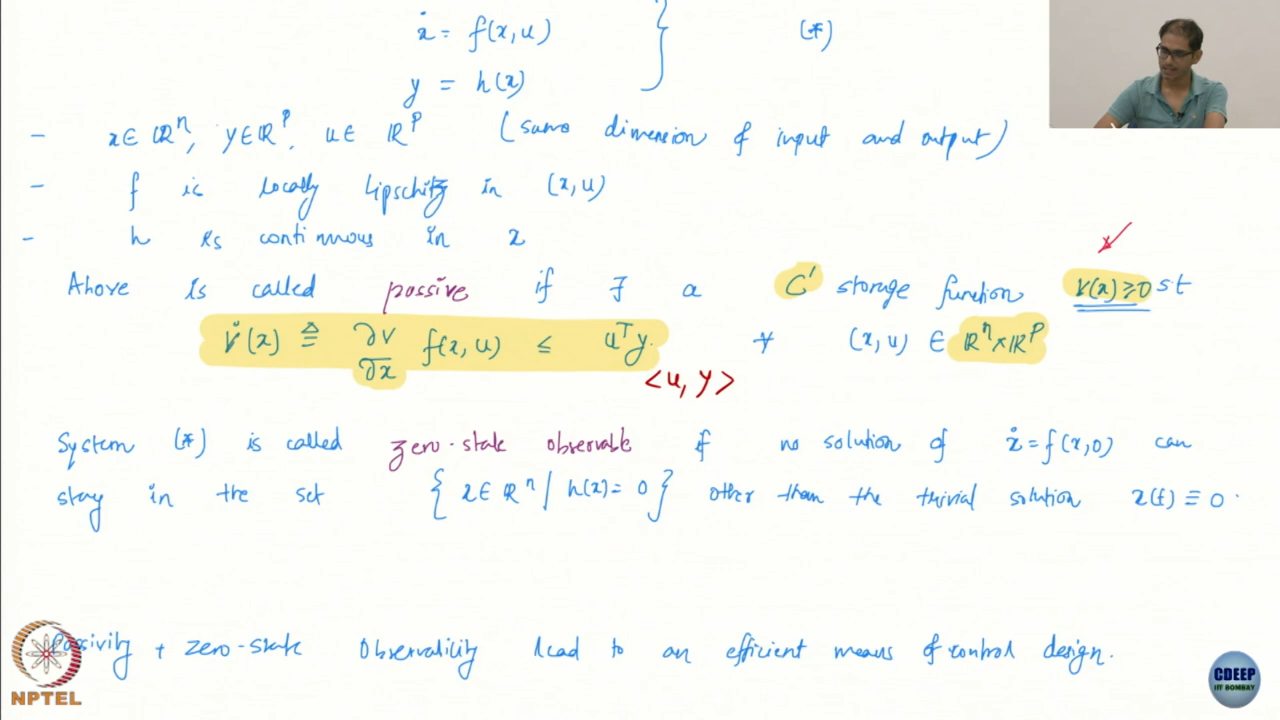 ẋ = f(x, u)
(*)
y = h(x)
- x ∈ ℝⁿ, y ∈ ℝᵖ, u ∈ ℝᵖ (same dimension of input and output)
- f is locally lipschitz in (x, u)
- h is continuous in x
Above is called passive if ∃ a C¹ storage function V(x) ≥ 0 st
V̇(x) ≜ ∂V/∂x f(x, u) ≤ uᵀy. ∀ (x, u) ∈ ℝⁿ × ℝᵖ
<u, y>
System (*) is called zero-state observable if no solution of ẋ = f(x, 0) can
stay in the set { x ∈ ℝⁿ | h(x) = 0 } other than the trivial solution x(t) ≡ 0.
Passivity + zero-state observability lead to an efficient means of control design.
NPTEL
CDEEP
IIT BOMBAY